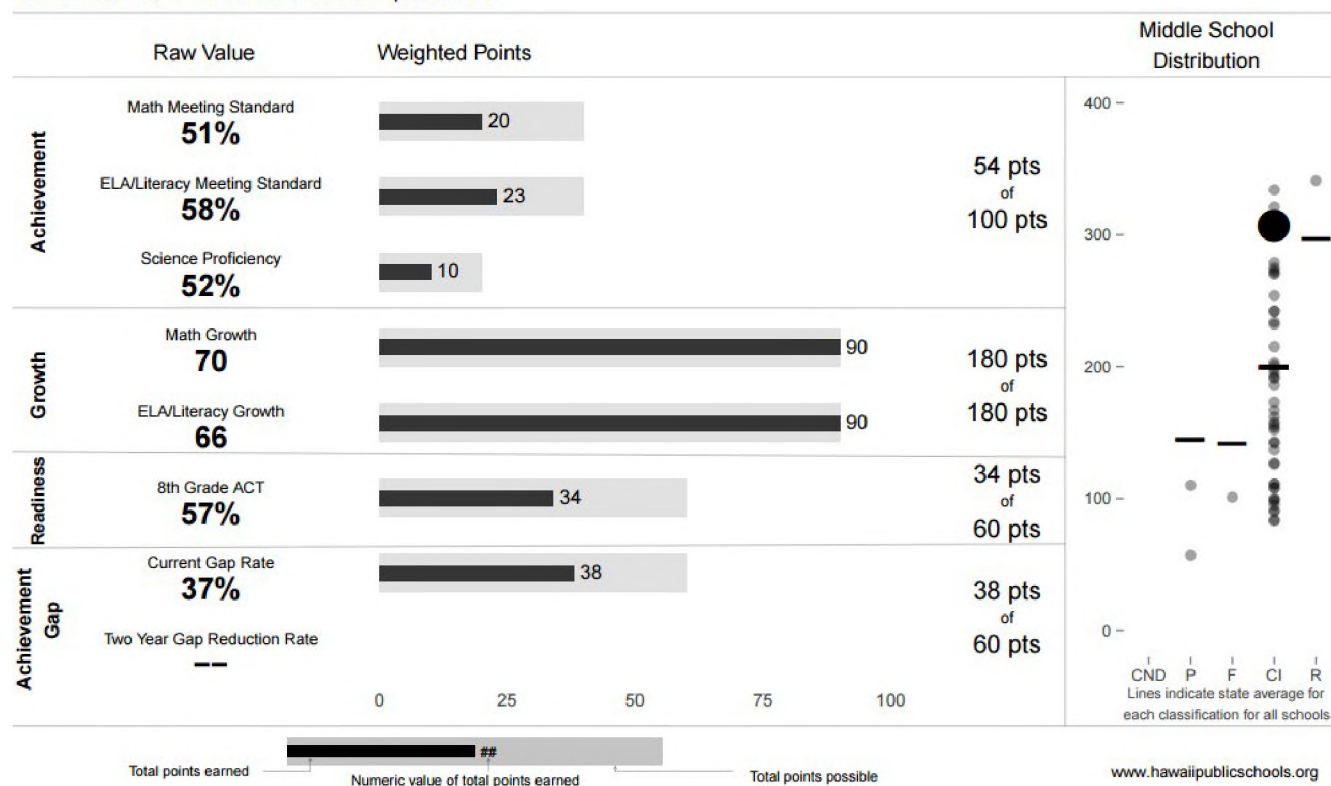 Raw Value
Weighted Points
Middle School
Distribution
Achievement
Math Meeting Standard
51%
20
ELA/Literacy Meeting Standard
58%
23
Science Proficiency
52%
10
54 pts
of
100 pts
Growth
Math Growth
70
90
ELA/Literacy Growth
66
90
180 pts
of
180 pts
Readiness
8th Grade ACT
57%
34
34 pts
of
60 pts
Achievement
Gap
Current Gap Rate
37%
38
Two Year Gap Reduction Rate
--
38 pts
of
60 pts
0 25 50 75 100
400
300
200
100
0
CND P F CI R
Lines indicate state average for
each classification for all schools
##
Total points earned
Numeric value of total points earned
Total points possible
www.hawaiipublicschools.org